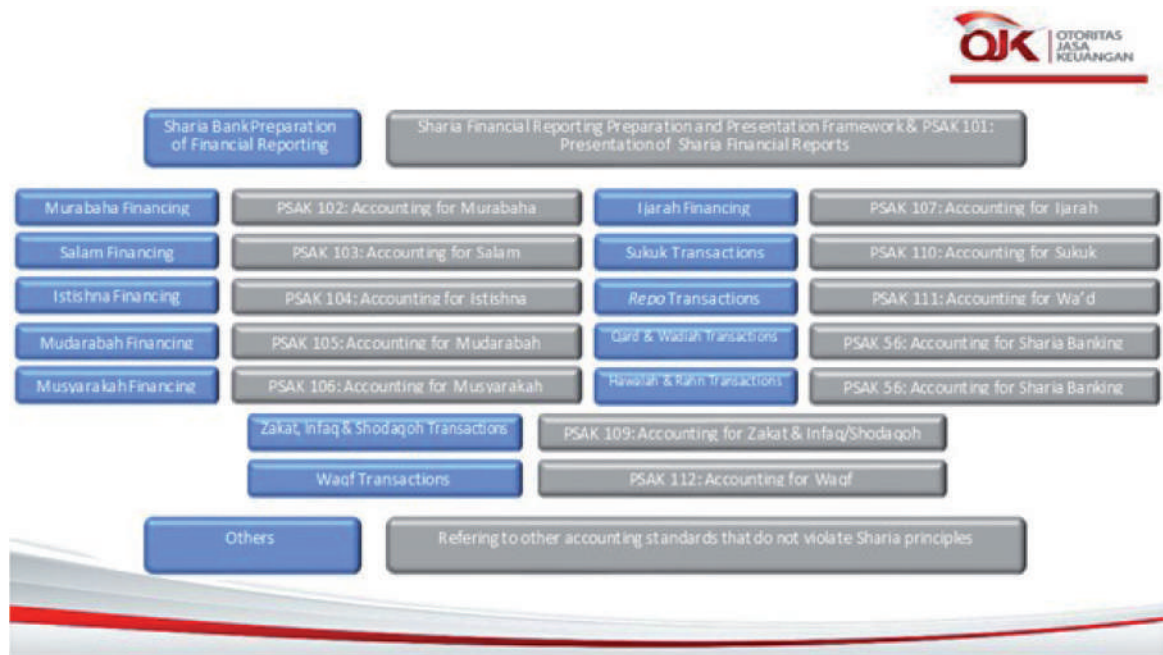 OJK
OTORITAS
JASA
KEUANGAN
Sharia Bank Preparation
of Financial Reporting
Sharia Financial Reporting Preparation and Presentation Framework & PSAK 101:
Presentation of Sharia Financial Reports
Murabaha Financing
PSAK 102: Accounting for Murabaha
Ijarah Financing
PSAK 107: Accounting for Ijarah
Salam Financing
PSAK 103: Accounting for Salam
Sukuk Transactions
PSAK 110: Accounting for Sukuk
Istishna Financing
PSAK 104: Accounting for Istishna
Repo Transactions
PSAK 111: Accounting for Wa'd
Mudarabah Financing
PSAK 105: Accounting for Mudarabah
Qard & Wadiah Transactions
PSAK 56: Accounting for Sharia Banking
Musyarakah Financing
PSAK 106: Accounting for Musyarakah
Hawalah & Rahn Transactions
PSAK 56: Accounting for Sharia Banking
Zakat, Infaq & Shodaqoh Transactions
PSAK 109: Accounting for Zakat & Infaq/Shodaqoh
Waqf Transactions
PSAK 112: Accounting for Waqf
Others
Refering to other accounting standards that do not violate Sharia principles